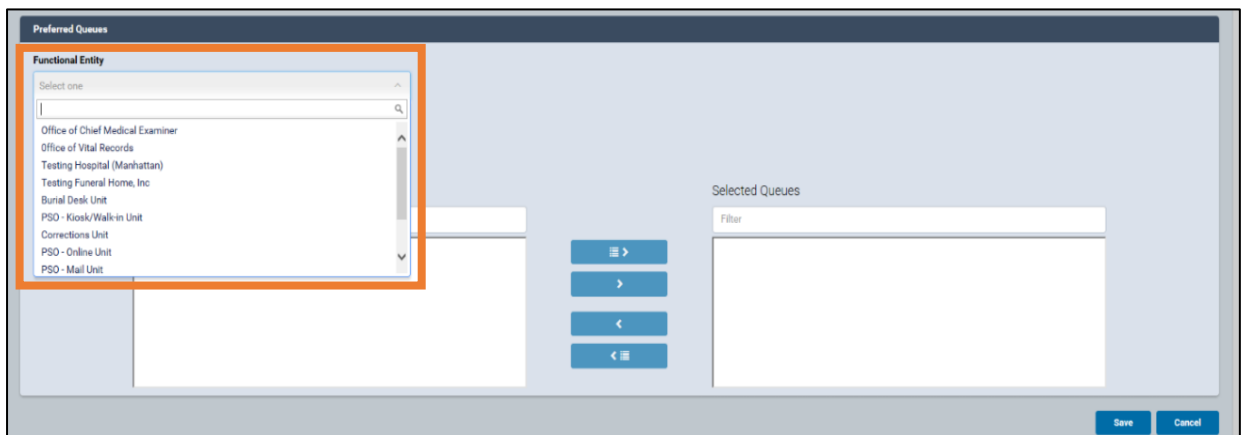 Preferred Queues
Functional Entity
Select one
Office of Chief Medical Examiner
Office of Vital Records
Testing Hospital (Manhattan)
Testing Funeral Home, Inc
Burial Desk Unit
PSO - Kiosk/Walk-in Unit
Corrections Unit
PSO - Online Unit
PSO - Mail Unit
Selected Queues
Filter
Save Cancel